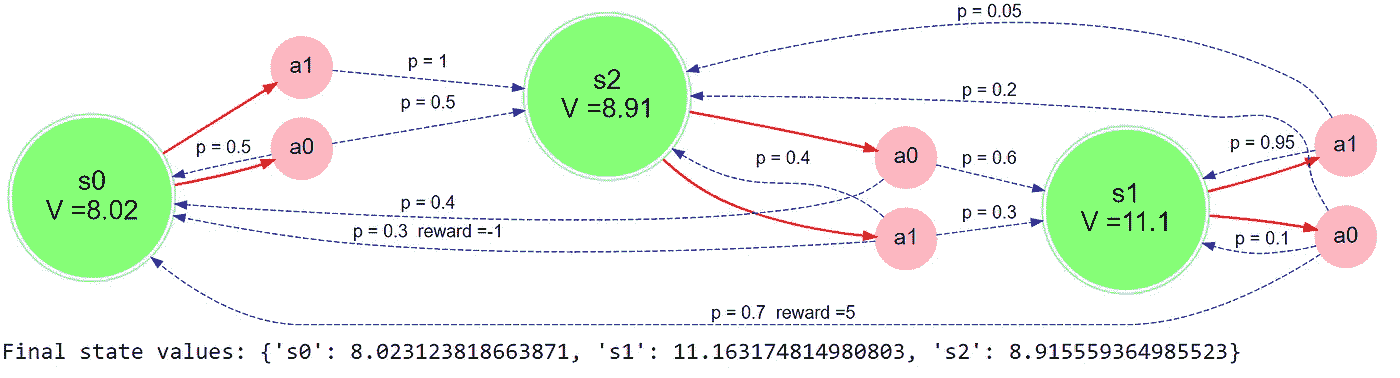 p = 0.05
a1
p = 1
s2
V =8.91
p = 0.5
p = 0.2
a0
p = 0.5
p = 0.95
a1
p = 0.4
a0
p = 0.6
s0
V =8.02
s1
V =11.1
p = 0.4
p = 0.3
a1
p = 0.3 reward =-1
p = 0.1
a0
p = 0.7 reward =5
Final state values: {'s0': 8.023123818663871, 's1': 11.163174814980803, 's2': 8.915559364985523}